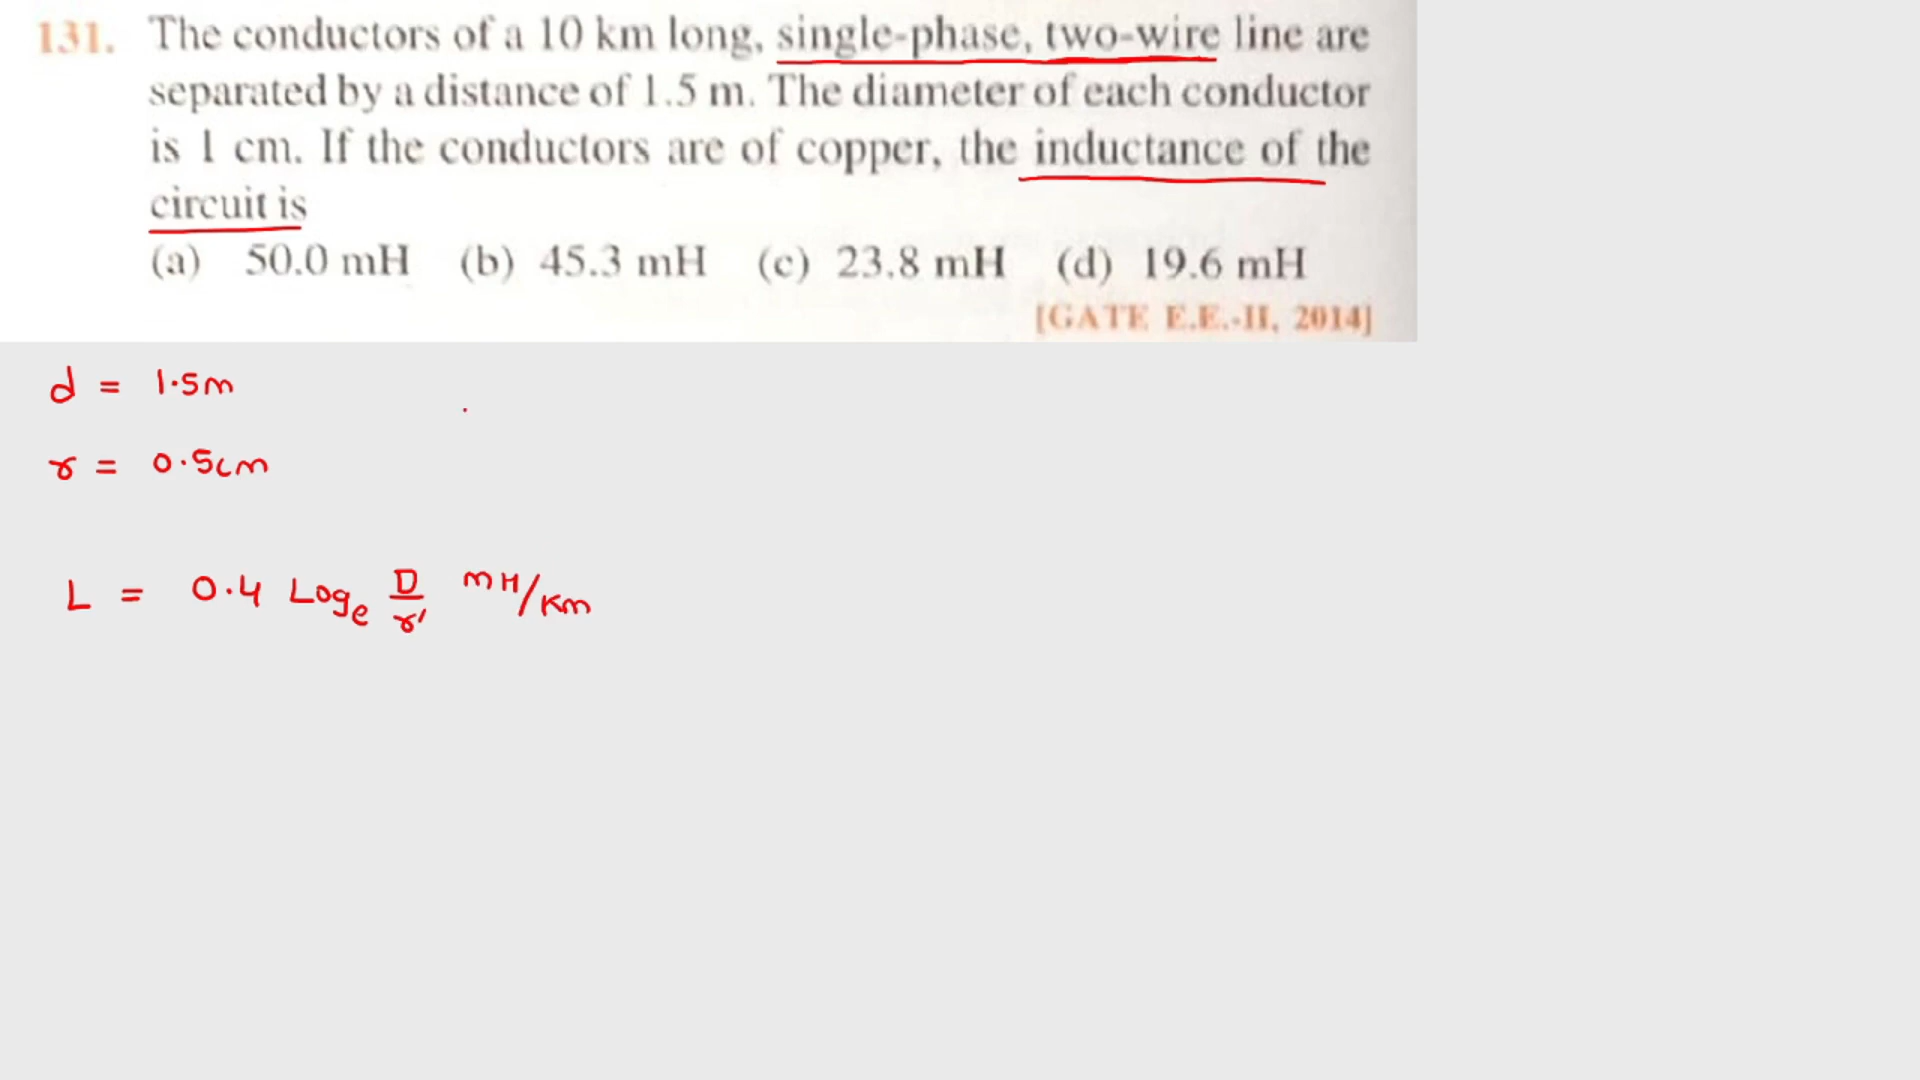 131. The conductors of a 10 km long, single-phase, two-wire line are
separated by a distance of 1.5 m. The diameter of each conductor
is 1 cm. If the conductors are of copper, the inductance of the
circuit is
(a) 50.0 mH (b) 45.3 mH (c) 23.8 mH (d) 19.6 mH
[GATE E.E.-II, 2014]
d = 1.5m
r = 0.5cm
L = 0.4 Loge D/r' mH/Km